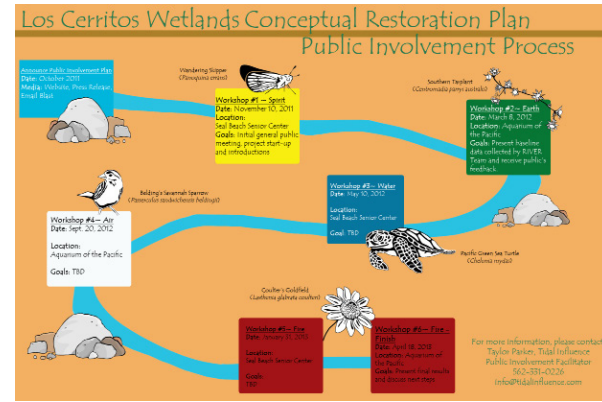 Los Cerritos Wetlands Conceptual Restoration Plan
Public Involvement Process
Announce Public Involvement Plan
Date: October 2011
Media: Website, Press Release,
Email Blast
Wandering Skipper
(Panoquina errans)
Workshop #1 – Spirit
Date: November 10, 2011
Location:
Seal Beach Senior Center
Goals: Initial general public
meeting, project start-up
and introductions
Southern Tarplant
(Centromadia parryi australis)
Workshop #2– Earth
Date: March 8, 2012
Location: Aquarium of
the Pacific
Goals: Present baseline
data collected by RIVER
Team and receive public's
feedback.
Belding's Savannah Sparrow
(Passerculus sandwichensis beldingii)
Workshop #3– Water
Date: May 10, 2012
Location:
Seal Beach Senior Center
Goal: TBD
Pacific Green Sea Turtle
(Chelonia mydas)
Workshop #4– Air
Date: Sept. 20, 2012
Location:
Aquarium of the Pacific
Goals: TBD
Coulter's Goldfield
(Lasthenia glabrata coulteri)
Workshop #5– Fire
Date: January 31, 2013
Location:
Seal Beach Senior Center
Goals:
TBD
Workshop #6– Fire –
Finish
Date: April 18, 2013
Location: Aquarium of
the Pacific
Goals: Present final results
and discuss next steps
For more information, please contact
Taylor Parker, Tidal Influence
Public Involvement Facilitator
562-331-0226
info@tidalinfluence.com